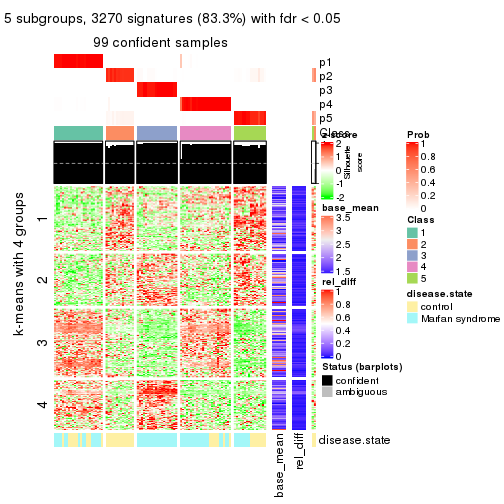 5 subgroups, 3270 signatures (83.3%) with fdr < 0.05
99 confident samples
p1
p2
p3
p4
p5
Class
Silhouette
score
k-means with 4 groups
1
2
3
4
base_mean
rel_diff
disease.state
z-score
2
1
0
-1
-2
base_mean
3.5
3
2.5
2
1.5
rel_diff
1
0.8
0.6
0.4
0.2
0
Status (barplots)
confident
ambiguous
Prob
1
0.8
0.6
0.4
0.2
0
Class
1
2
3
4
5
disease.state
control
Marfan syndrome